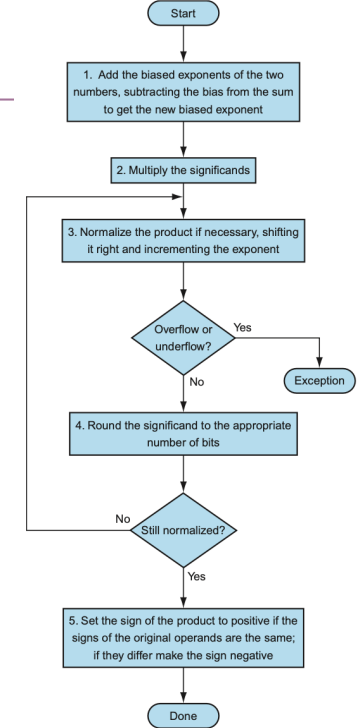 Start
1. Add the biased exponents of the two
numbers, subtracting the bias from the sum
to get the new biased exponent
2. Multiply the significands
3. Normalize the product if necessary, shifting
it right and incrementing the exponent
Overflow or
underflow?
Yes
Exception
No
4. Round the significand to the appropriate
number of bits
No
Still normalized?
Yes
5. Set the sign of the product to positive if the
signs of the original operands are the same;
if they differ make the sign negative
Done